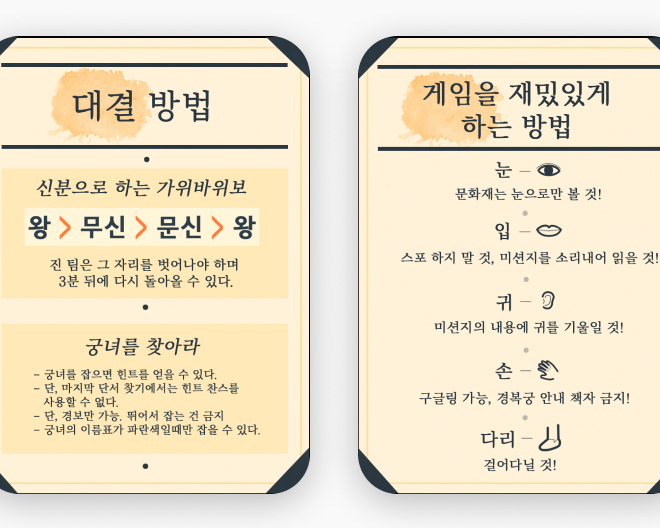 대결 방법
신분으로 하는 가위바위보
왕 > 무신 > 문신 > 왕
진 팀은 그 자리를 벗어나야 하며
3분 뒤에 다시 돌아올 수 있다.
궁녀를 찾아라
- 궁녀를 잡으면 힌트를 얻을 수 있다.
- 단, 마지막 단서 찾기에서는 힌트 찬스를
사용할 수 없다.
- 단, 경보만 가능. 뛰어서 잡는 건 금지
- 궁녀의 이름표가 파란색일때만 잡을 수 있다.
게임을 재밌있게
하는 방법
눈 -
문화재는 눈으로만 볼 것!
입 -
스포 하지 말 것, 미션지를 소리내어 읽을 것!
귀 -
미션지의 내용에 귀를 기울일 것!
손 -
구글링 가능, 경복궁 안내 책자 금지!
다리 -
걸어다닐 것!